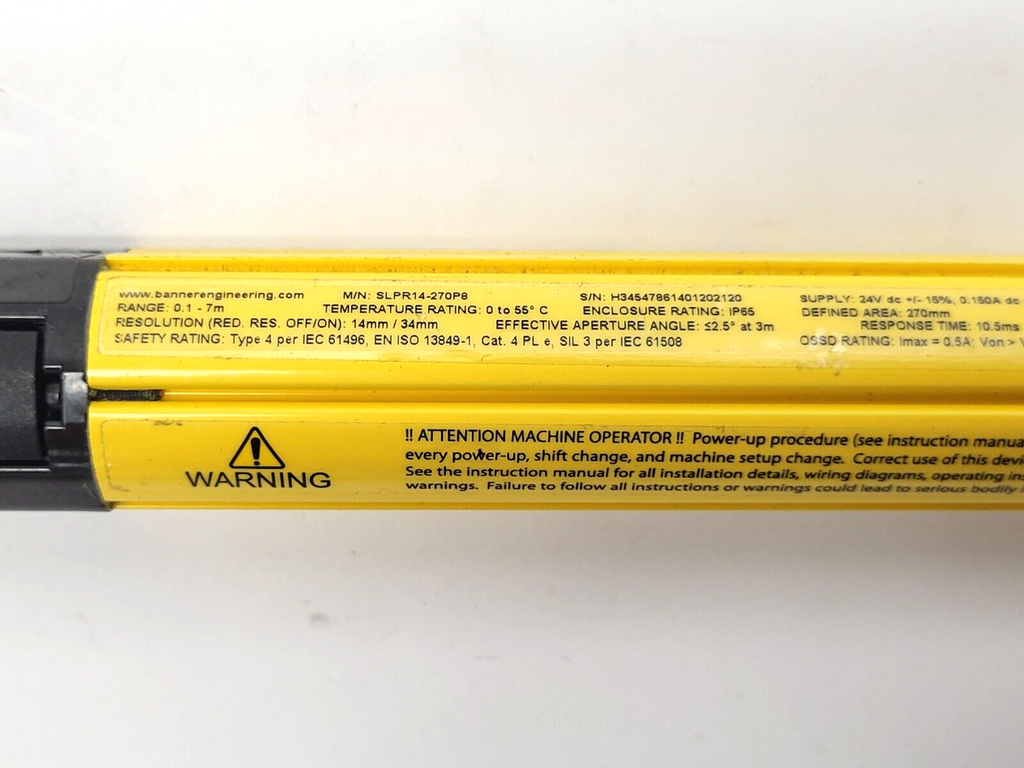 www.bannerengineering.com M/N: SLPR14-270P8 S/N: H34547861401202120 SUPPLY: 24V dc +/- 15%, 0.150A dc
RANGE: 0.1 - 7m TEMPERATURE RATING: 0 to 55° C ENCLOSURE RATING: IP65 DEFINED AREA: 270mm
RESOLUTION (RED. RES. OFF/ON): 14mm / 34mm EFFECTIVE APERTURE ANGLE: ≤2.5° at 3m RESPONSE TIME: 10.5ms
SAFETY RATING: Type 4 per IEC 61496, EN ISO 13849-1, Cat. 4 PL e, SIL 3 per IEC 61508 OSSD RATING: Imax = 0.5A; Von >
WARNING
!! ATTENTION MACHINE OPERATOR !! Power-up procedure (see instruction manua
every power-up, shift change, and machine setup change. Correct use of this devi
See the instruction manual for all installation details, wiring diagrams, operating ins
warnings. Failure to follow all instructions or warnings could lead to serious bodily